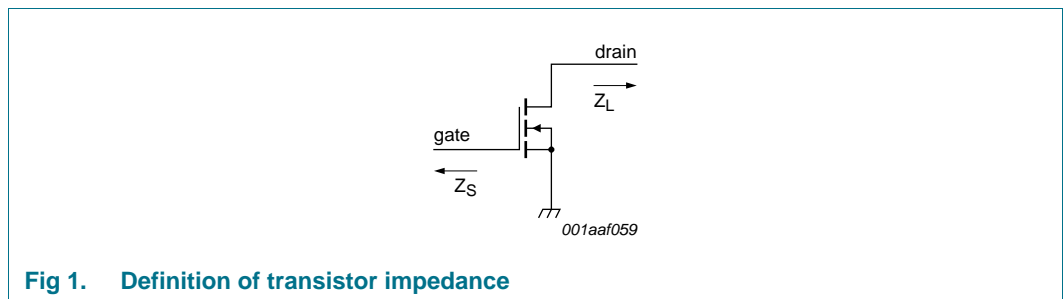 drain
Z_L
gate
Z_S
001aaf059
Fig 1. Definition of transistor impedance